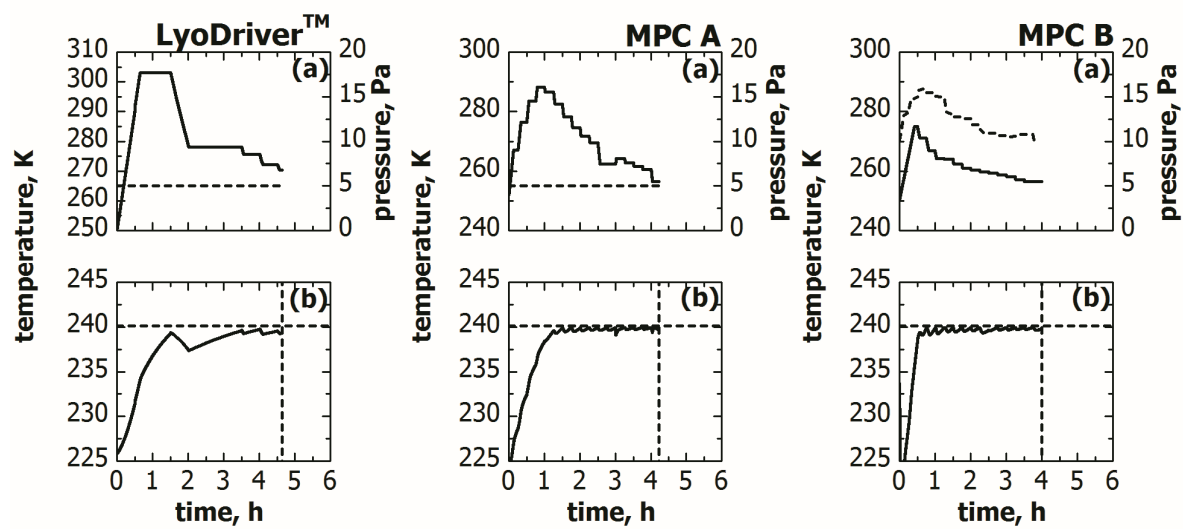 LyoDriver™ MPC A MPC B
310 (a) 20 300 (a) 20 300 (a) 20
300 15 280 15 280 15
290
280 10 10 10
270 260 260
260 5 5 5
250 0 240 0 240 0
temperature, K pressure, Pa temperature, K pressure, Pa temperature, K pressure, Pa
245 (b) 245 (b) 245 (b)
240 240 240
235 235 235
230 230 230
225 225 225
0 1 2 3 4 5 6 0 1 2 3 4 5 6 0 1 2 3 4 5 6
time, h time, h time, h